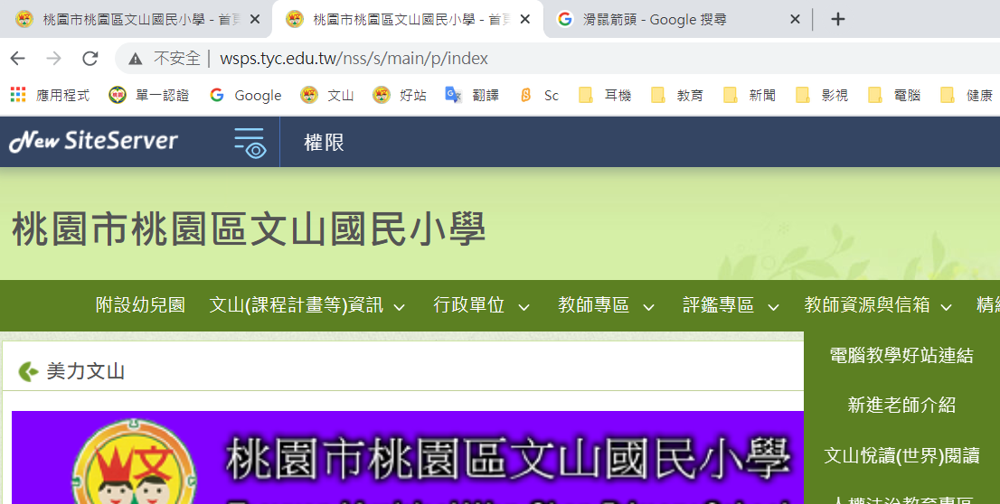 桃園市桃園區文山國民小學 - 首頁
桃園市桃園區文山國民小學 - 首頁
滑鼠箭頭 - Google 搜尋
不安全 | wsps.tyc.edu.tw/nss/s/main/p/index
應用程式 單一認證 Google 文山 好站 翻譯 Sc 耳機 教育 新聞 影視 電腦 健康
New SiteServer 權限
桃園市桃園區文山國民小學
附設幼兒園 文山(課程計畫等)資訊 行政單位 教師專區 評鑑專區 教師資源與信箱 精
電腦教學好站連結
美力文山
新進老師介紹
文山悅讀(世界)閱讀
桃園市桃園區文山國民小學
文
人權法治教育專區